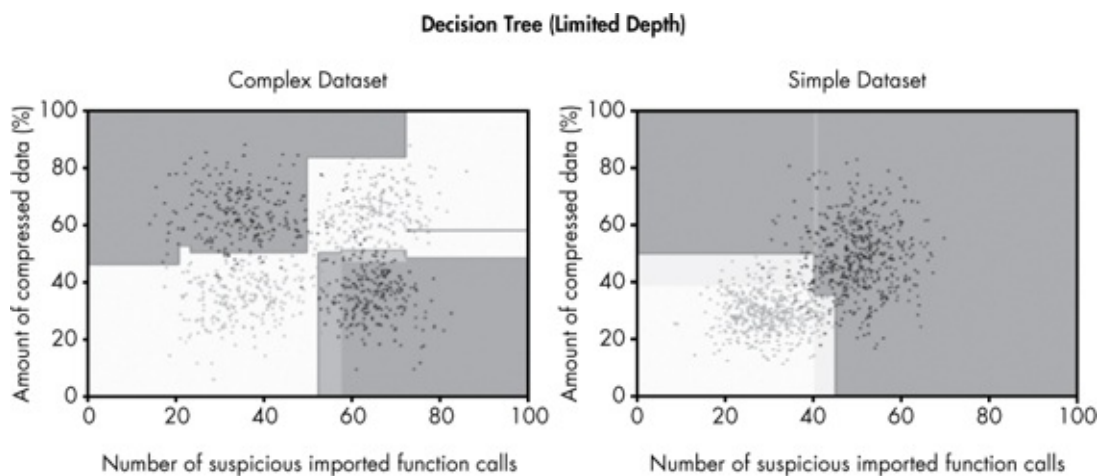 Decision Tree (Limited Depth)
Complex Dataset
Amount of compressed data (%)
100
80
60
40
20
0
0 20 40 60 80 100
Number of suspicious imported function calls
Simple Dataset
Amount of compressed data (%)
100
80
60
40
20
0
0 20 40 60 80 100
Number of suspicious imported function calls